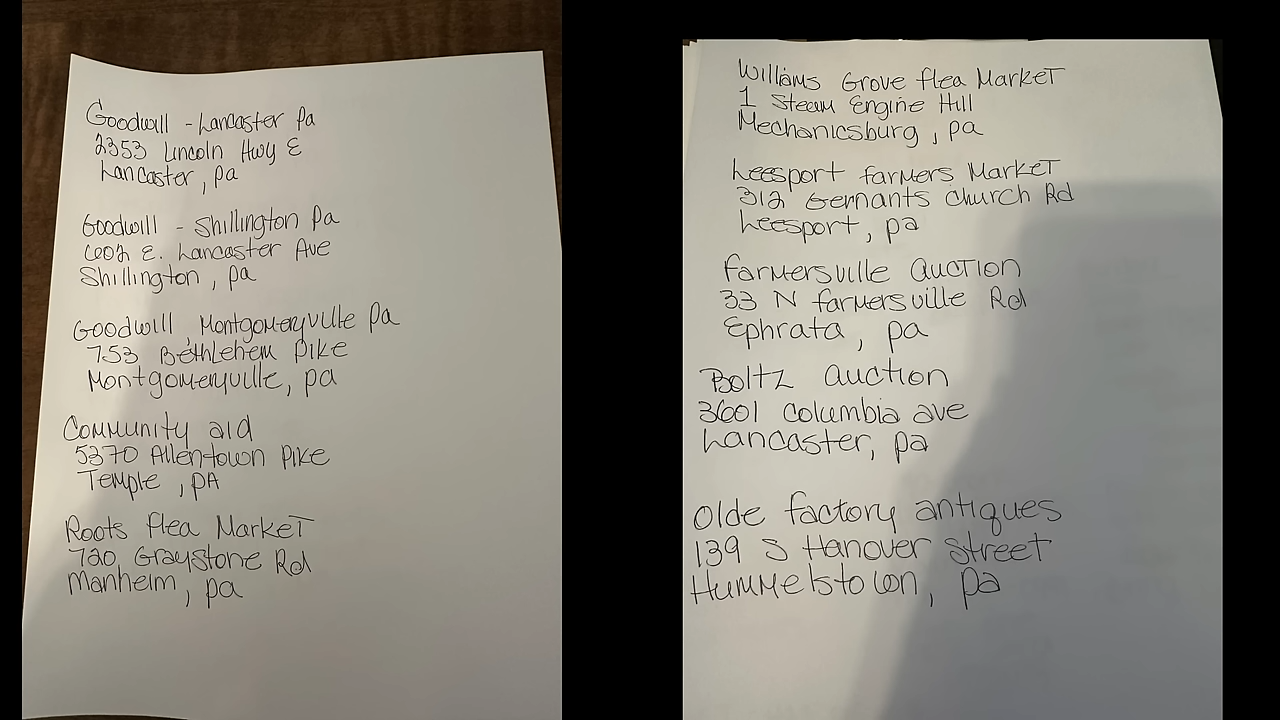 Goodwill - Lancaster Pa
2353 Lincoln Hwy E
Lancaster, Pa
Goodwill - Shillington Pa
602 E. Lancaster Ave
Shillington, Pa
Goodwill, Montgomeryville Pa
753 Bethlehem Pike
Montgomeryville, Pa
Community aid
5370 Allentown Pike
Temple, PA
Roots Flea Market
720 Graystone Rd
Manheim, Pa
Williams Grove Flea Market
1 Steam Engine Hill
Mechanicsburg, Pa
Leesport Farmers Market
312 Gernants Church Rd
Leesport, Pa
Farmersville Auction
33 N Farmersville Rd
Ephrata, Pa
Boltz Auction
3601 Columbia ave
Lancaster, Pa
Olde factory antiques
139 S Hanover Street
Hummelstown, Pa